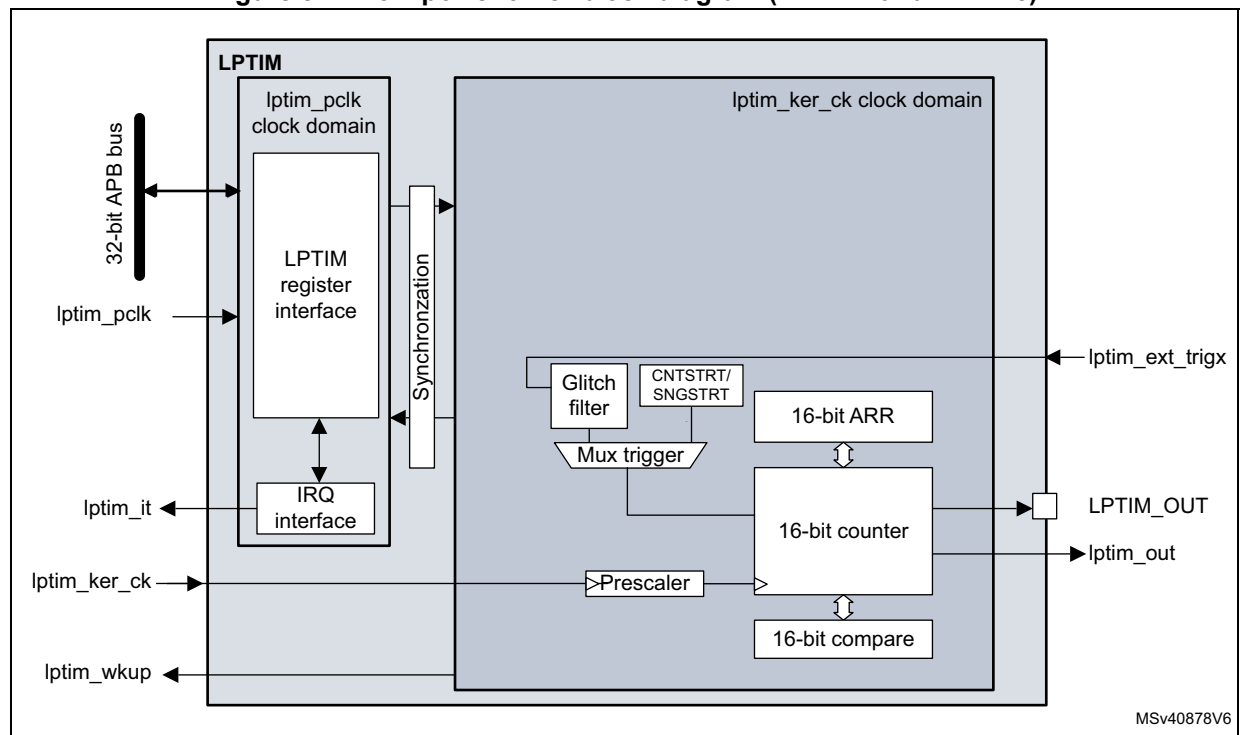 LPTIM
lptim_pclk
clock domain
lptim_ker_ck clock domain
32-bit APB bus
LPTIM
register
interface
Synchronzation
lptim_pclk
lptim_ext_trigx
Glitch
filter
CNTSTRT/
SNGSTRT
16-bit ARR
Mux trigger
IRQ
interface
lptim_it
16-bit counter
LPTIM_OUT
lptim_out
lptim_ker_ck
Prescaler
16-bit compare
lptim_wkup
MSv40878V6